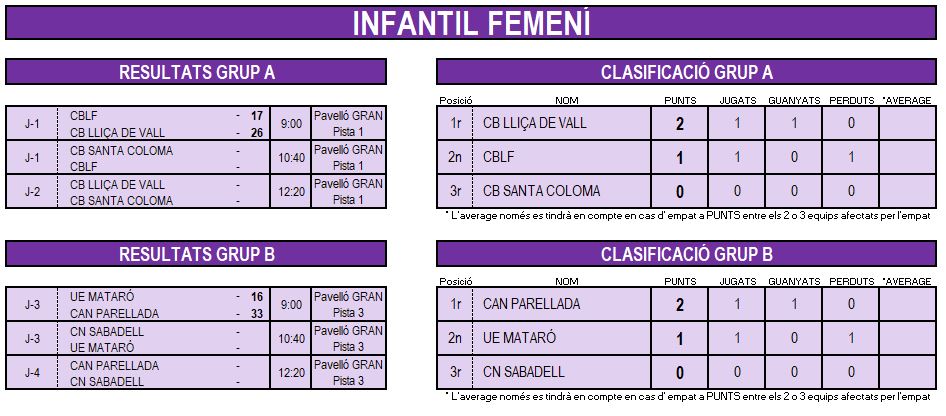 INFANTIL FEMENÍ
RESULTATS GRUP A
J-1 CBLF - 17 9:00 Pavelló GRAN
CB LLIÇA DE VALL - 26 Pista 1
J-1 CB SANTA COLOMA - 10:40 Pavelló GRAN
CBLF - Pista 1
J-2 CB LLIÇA DE VALL - 12:20 Pavelló GRAN
CB SANTA COLOMA - Pista 1
CLASIFICACIÓ GRUP A
Posició NOM PUNTS JUGATS GUANYATS PERDUTS *AVERAGE
1r CB LLIÇA DE VALL 2 1 1 0
2n CBLF 1 1 0 1
3r CB SANTA COLOMA 0 0 0 0
* L'average només es tindrà en compte en cas d' empat a PUNTS entre els 2 o 3 equips afectats per l'empat
RESULTATS GRUP B
J-3 UE MATARÓ - 16 9:00 Pavelló GRAN
CAN PARELLADA - 33 Pista 3
J-3 CN SABADELL - 10:40 Pavelló GRAN
UE MATARÓ - Pista 3
J-4 CAN PARELLADA - 12:20 Pavelló GRAN
CN SABADELL - Pista 3
CLASIFICACIÓ GRUP B
Posició NOM PUNTS JUGATS GUANYATS PERDUTS *AVERAGE
1r CAN PARELLADA 2 1 1 0
2n UE MATARÓ 1 1 0 1
3r CN SABADELL 0 0 0 0
* L'average només es tindrà en compte en cas d' empat a PUNTS entre els 2 o 3 equips afectats per l'empat